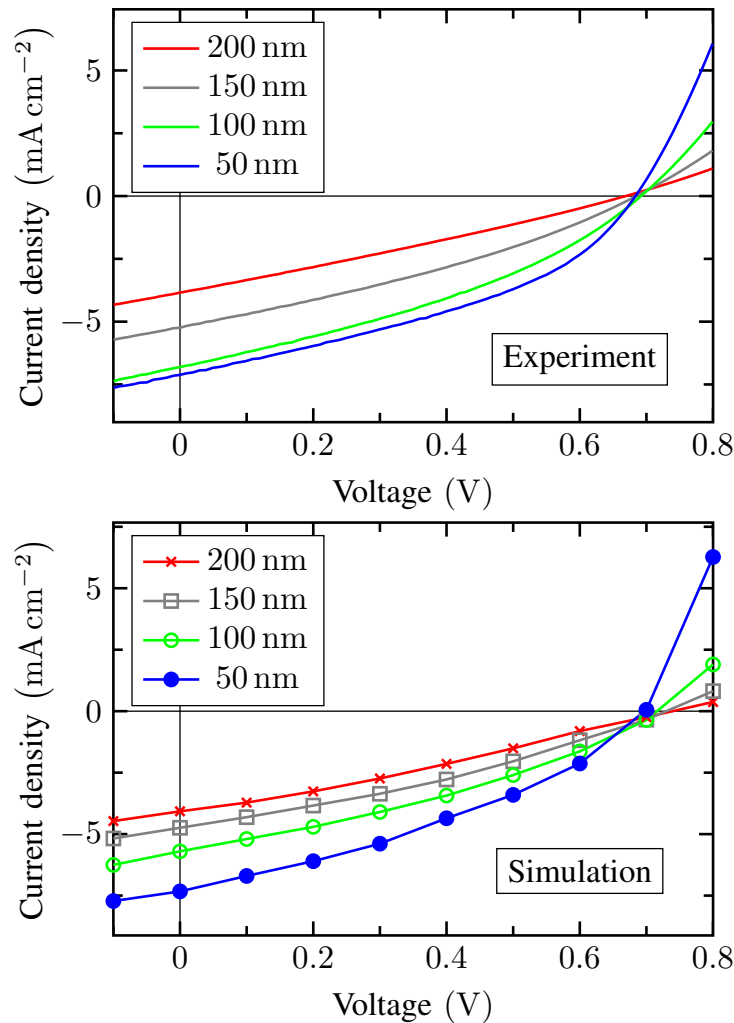 200 nm
150 nm
100 nm
50 nm
5
0
−5
Current density (mA cm⁻²)
Experiment
0 0.2 0.4 0.6 0.8
Voltage (V)
200 nm
150 nm
100 nm
50 nm
5
0
−5
Current density (mA cm⁻²)
Simulation
0 0.2 0.4 0.6 0.8
Voltage (V)